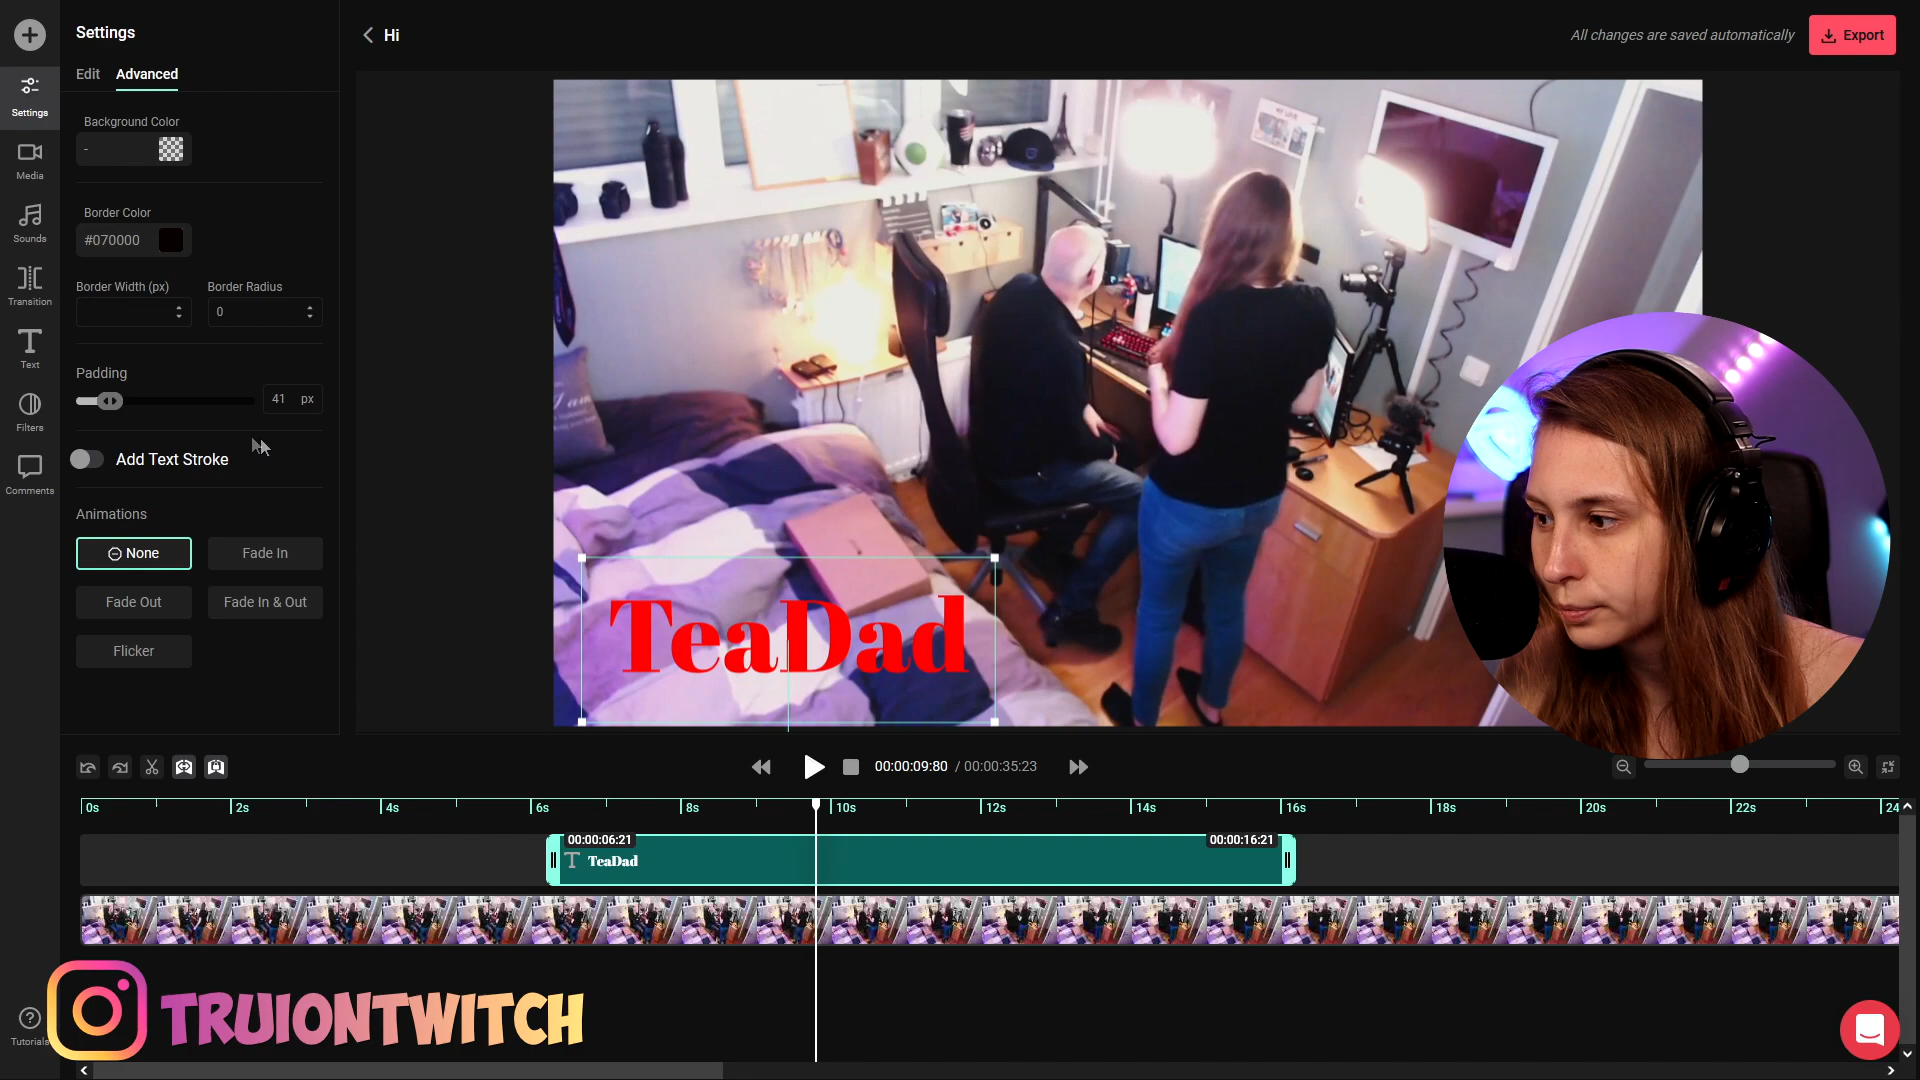 Settings
Hi
All changes are saved automatically
Export
Edit
Advanced
Settings
Background Color
-
Media
Border Color
#070000
Sounds
Border Width (px)
Border Radius
0
Transition
Text
Padding
41 px
Filters
Add Text Stroke
Comments
Animations
None
Fade In
Fade Out
Fade In & Out
Flicker
TeaDad
00:00:09:80 / 00:00:35:23
0s
2s
4s
6s
8s
10s
12s
14s
16s
18s
20s
22s
24
00:00:06:21
00:00:16:21
T TeaDad
Tutorials
TRUIONTWITCH